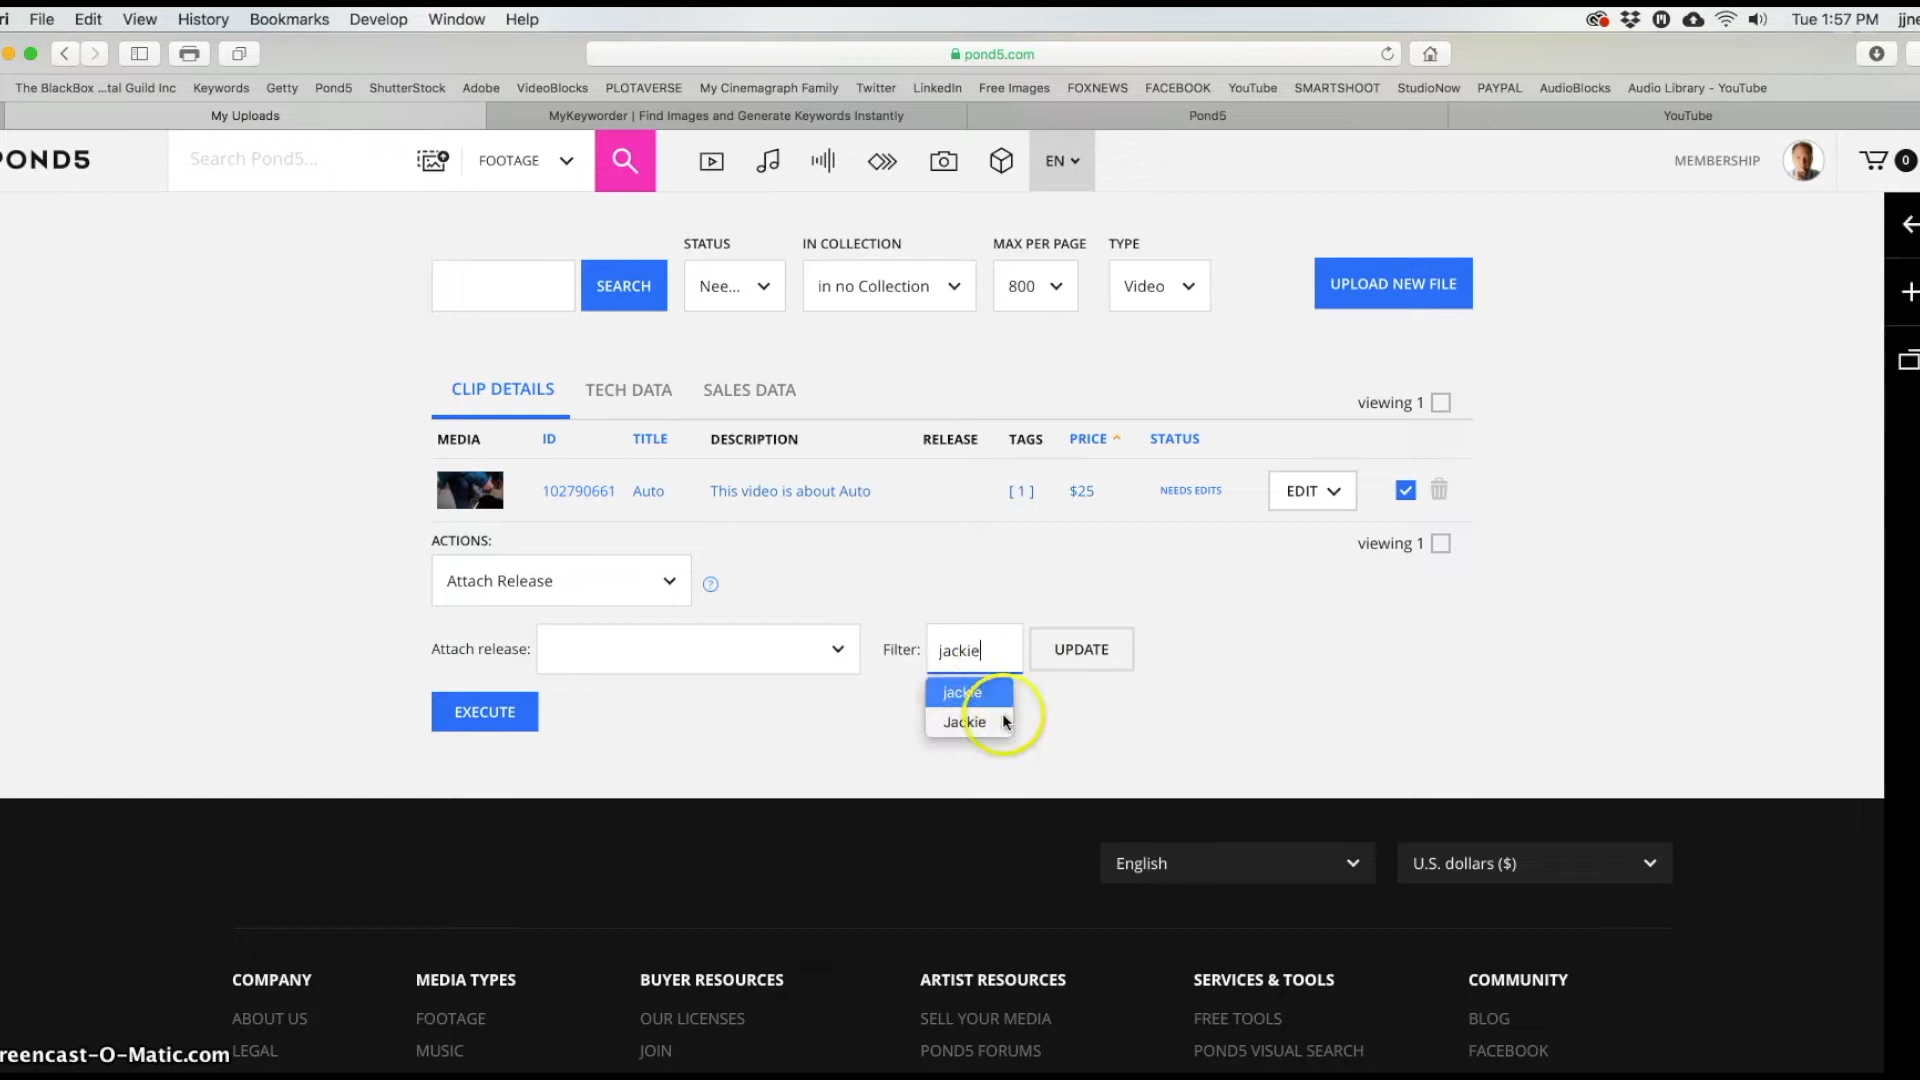 ri File Edit View History Bookmarks Develop Window Help Tue 1:57 PM jjne
pond5.com
The BlackBox ...tal Guild Inc Keywords Getty Pond5 ShutterStock Adobe VideoBlocks PLOTAVERSE My Cinemagraph Family Twitter LinkedIn Free Images FOXNEWS FACEBOOK YouTube SMARTSHOOT StudioNow PAYPAL AudioBlocks Audio Library - YouTube
My Uploads MyKeyworder | Find Images and Generate Keywords Instantly Pond5 YouTube
POND5 Search Pond5... FOOTAGE EN MEMBERSHIP 0
STATUS IN COLLECTION MAX PER PAGE TYPE
SEARCH Nee... in no Collection 800 Video UPLOAD NEW FILE
CLIP DETAILS TECH DATA SALES DATA viewing 1
MEDIA ID TITLE DESCRIPTION RELEASE TAGS PRICE STATUS
102790661 Auto This video is about Auto [ 1 ] $25 NEEDS EDITS EDIT
ACTIONS: viewing 1
Attach Release ?
Attach release: Filter: jackie UPDATE
jackie
EXECUTE
Jackie
English U.S. dollars ($)
COMPANY MEDIA TYPES BUYER RESOURCES ARTIST RESOURCES SERVICES & TOOLS COMMUNITY
ABOUT US FOOTAGE OUR LICENSES SELL YOUR MEDIA FREE TOOLS BLOG
LEGAL MUSIC JOIN POND5 FORUMS POND5 VISUAL SEARCH FACEBOOK
reencast-O-Matic.com